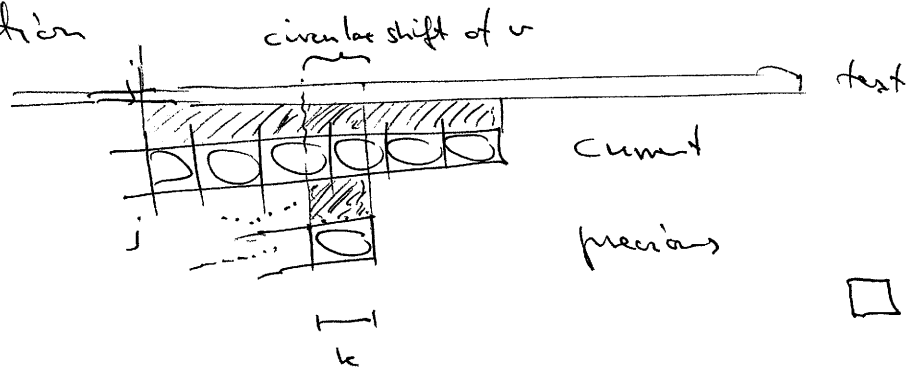 circular shift of v
j
text
current
j
previous
k